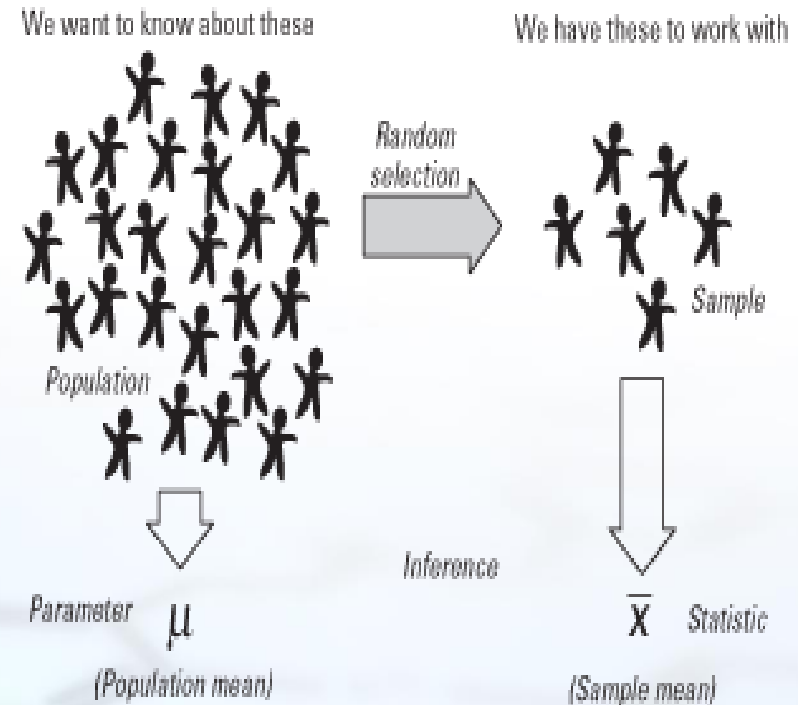 We want to know about these
We have these to work with
Random
selection
Sample
Population
Inference
Parameter μ
x̄ Statistic
(Population mean)
(Sample mean)